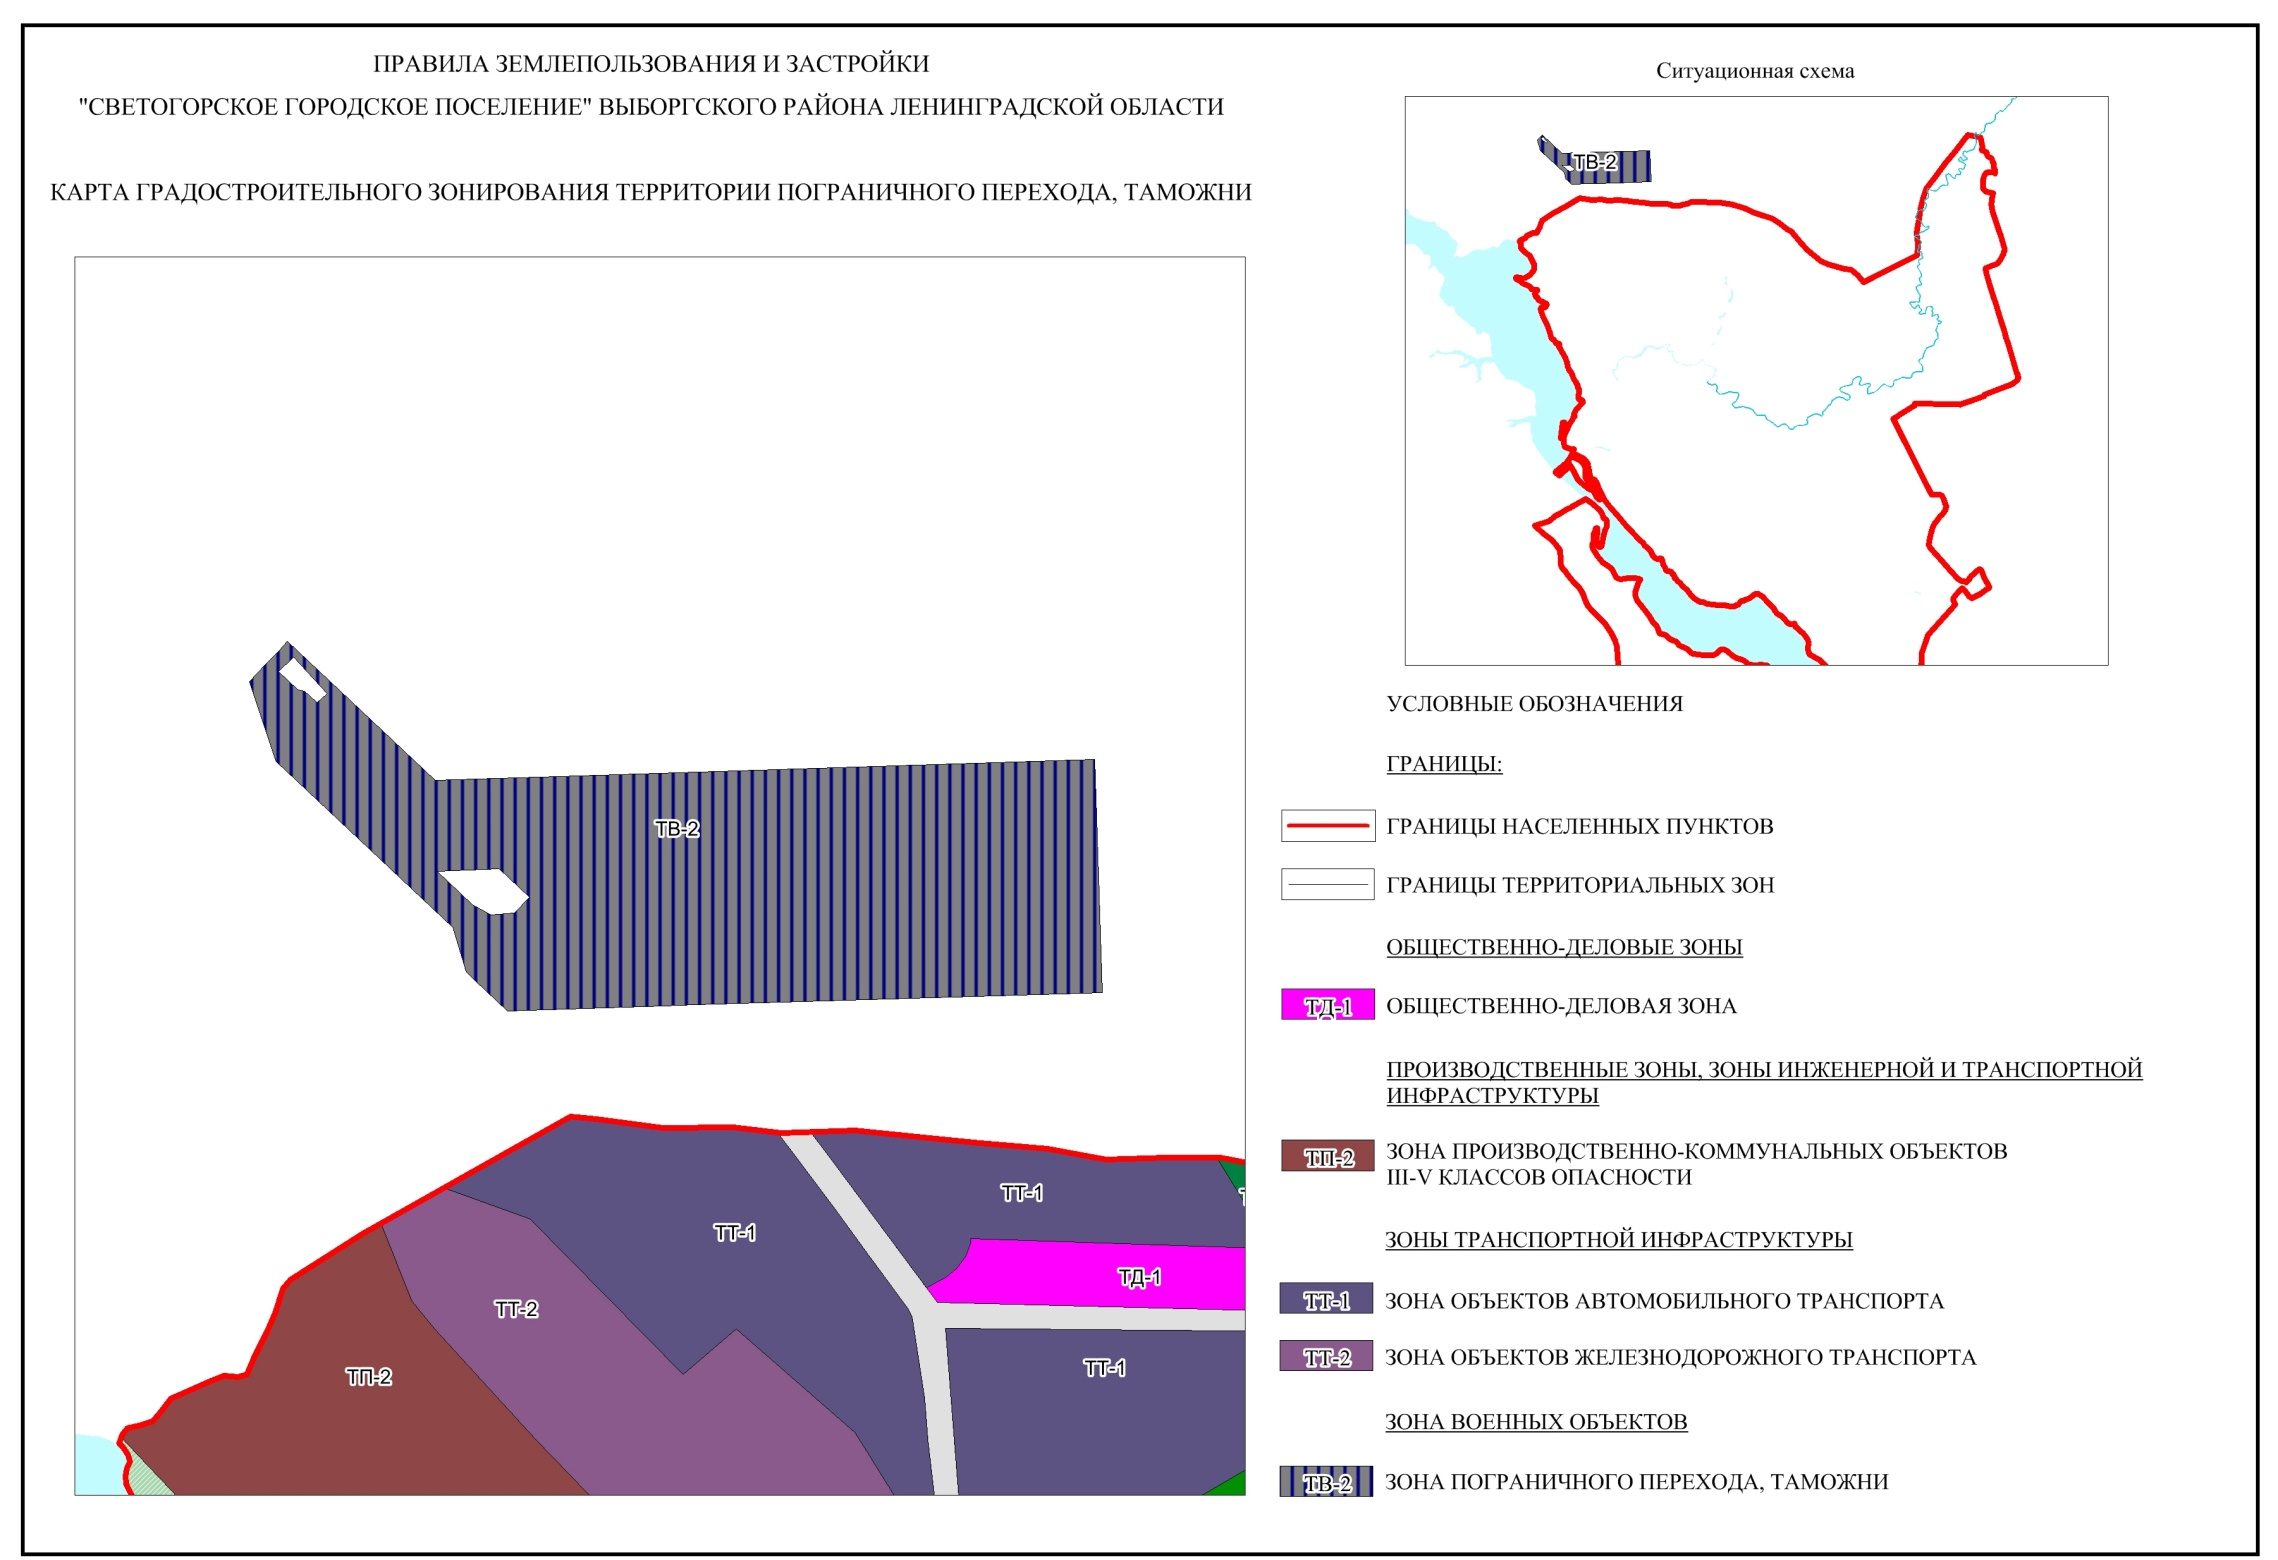 ПРАВИЛА ЗЕМЛЕПОЛЬЗОВАНИЯ И ЗАСТРОЙКИ
"СВЕТОГОРСКОЕ ГОРОДСКОЕ ПОСЕЛЕНИЕ" ВЫБОРГСКОГО РАЙОНА ЛЕНИНГРАДСКОЙ ОБЛАСТИ
КАРТА ГРАДОСТРОИТЕЛЬНОГО ЗОНИРОВАНИЯ ТЕРРИТОРИИ ПОГРАНИЧНОГО ПЕРЕХОДА, ТАМОЖНИ
ТВ-2
ТТ-1
ТТ-1
ТД-1
ТТ-2
ТТ-1
ТП-2
Ситуационная схема
ТВ-2
УСЛОВНЫЕ ОБОЗНАЧЕНИЯ
ГРАНИЦЫ:
ГРАНИЦЫ НАСЕЛЕННЫХ ПУНКТОВ
ГРАНИЦЫ ТЕРРИТОРИАЛЬНЫХ ЗОН
ОБЩЕСТВЕННО-ДЕЛОВЫЕ ЗОНЫ
ТД-1 ОБЩЕСТВЕННО-ДЕЛОВАЯ ЗОНА
ПРОИЗВОДСТВЕННЫЕ ЗОНЫ, ЗОНЫ ИНЖЕНЕРНОЙ И ТРАНСПОРТНОЙ
ИНФРАСТРУКТУРЫ
ТП-2 ЗОНА ПРОИЗВОДСТВЕННО-КОММУНАЛЬНЫХ ОБЪЕКТОВ
III-V КЛАССОВ ОПАСНОСТИ
ЗОНЫ ТРАНСПОРТНОЙ ИНФРАСТРУКТУРЫ
ТТ-1 ЗОНА ОБЪЕКТОВ АВТОМОБИЛЬНОГО ТРАНСПОРТА
ТТ-2 ЗОНА ОБЪЕКТОВ ЖЕЛЕЗНОДОРОЖНОГО ТРАНСПОРТА
ЗОНА ВОЕННЫХ ОБЪЕКТОВ
ТВ-2 ЗОНА ПОГРАНИЧНОГО ПЕРЕХОДА, ТАМОЖНИ